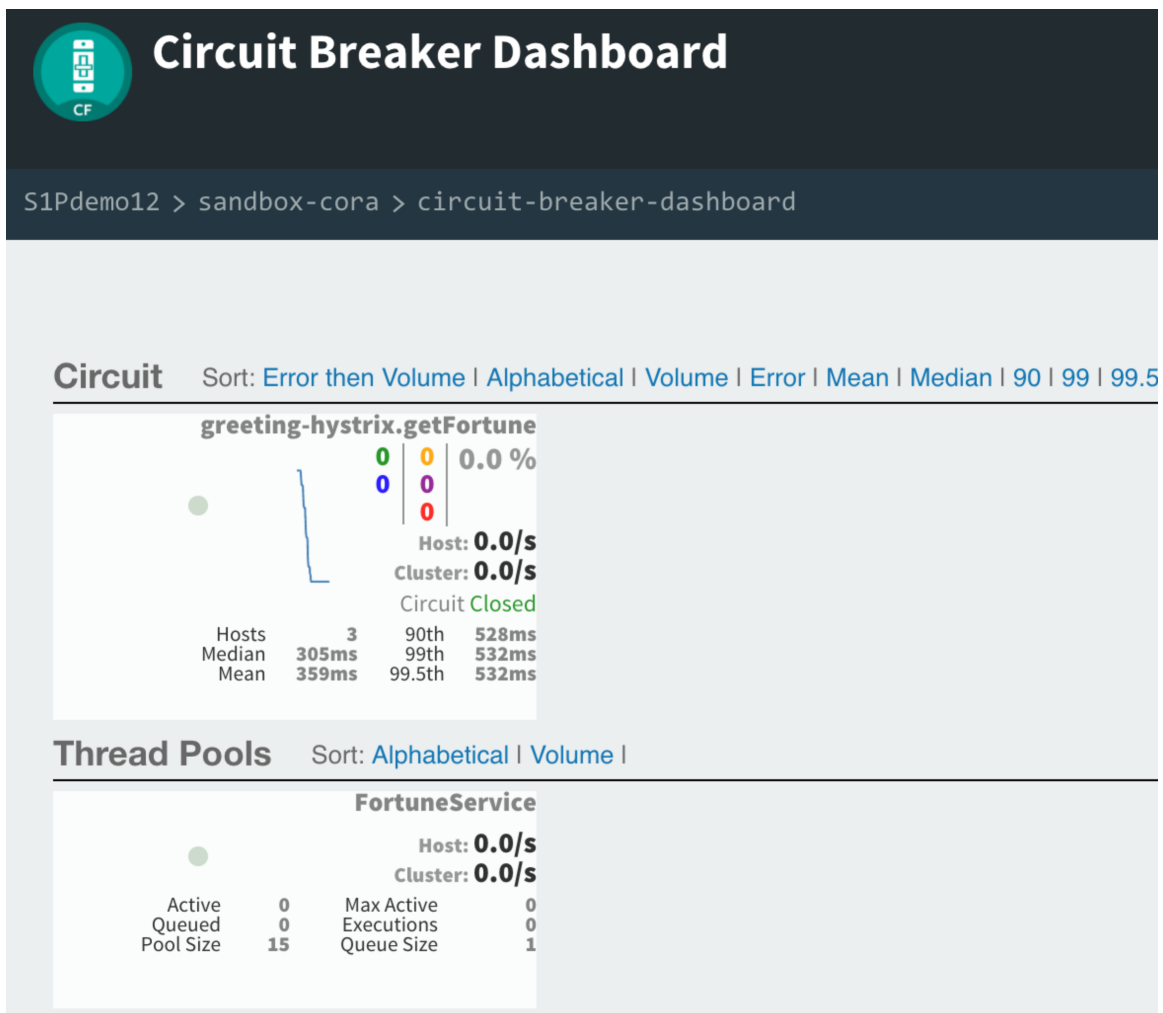 Circuit Breaker Dashboard
CF
S1Pdemo12 > sandbox-cora > circuit-breaker-dashboard
Circuit Sort: Error then Volume | Alphabetical | Volume | Error | Mean | Median | 90 | 99 | 99.5
greeting-hystrix.getFortune
0 | 0 | 0.0 %
0 | 0
0
Host: 0.0/s
Cluster: 0.0/s
Circuit Closed
Hosts 3 90th 528ms
Median 305ms 99th 532ms
Mean 359ms 99.5th 532ms
Thread Pools Sort: Alphabetical | Volume |
FortuneService
Host: 0.0/s
Cluster: 0.0/s
Active 0 Max Active 0
Queued 0 Executions 0
Pool Size 15 Queue Size 1